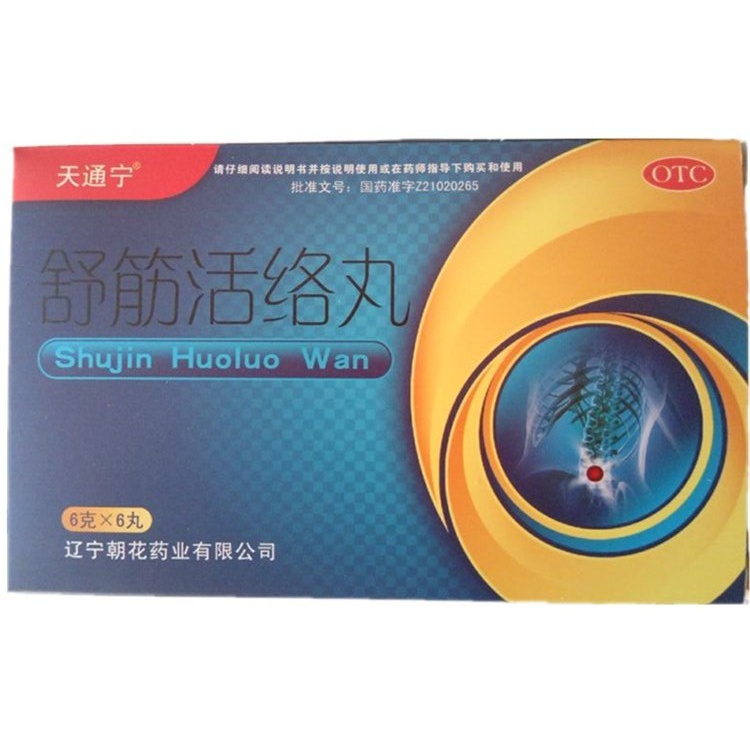 天通宁®
请仔细阅读说明书并按说明使用或在药师指导下购买和使用
批准文号：国药准字Z21020265
OTC
舒筋活络丸
Shujin Huoluo Wan
6克×6丸
辽宁朝花药业有限公司